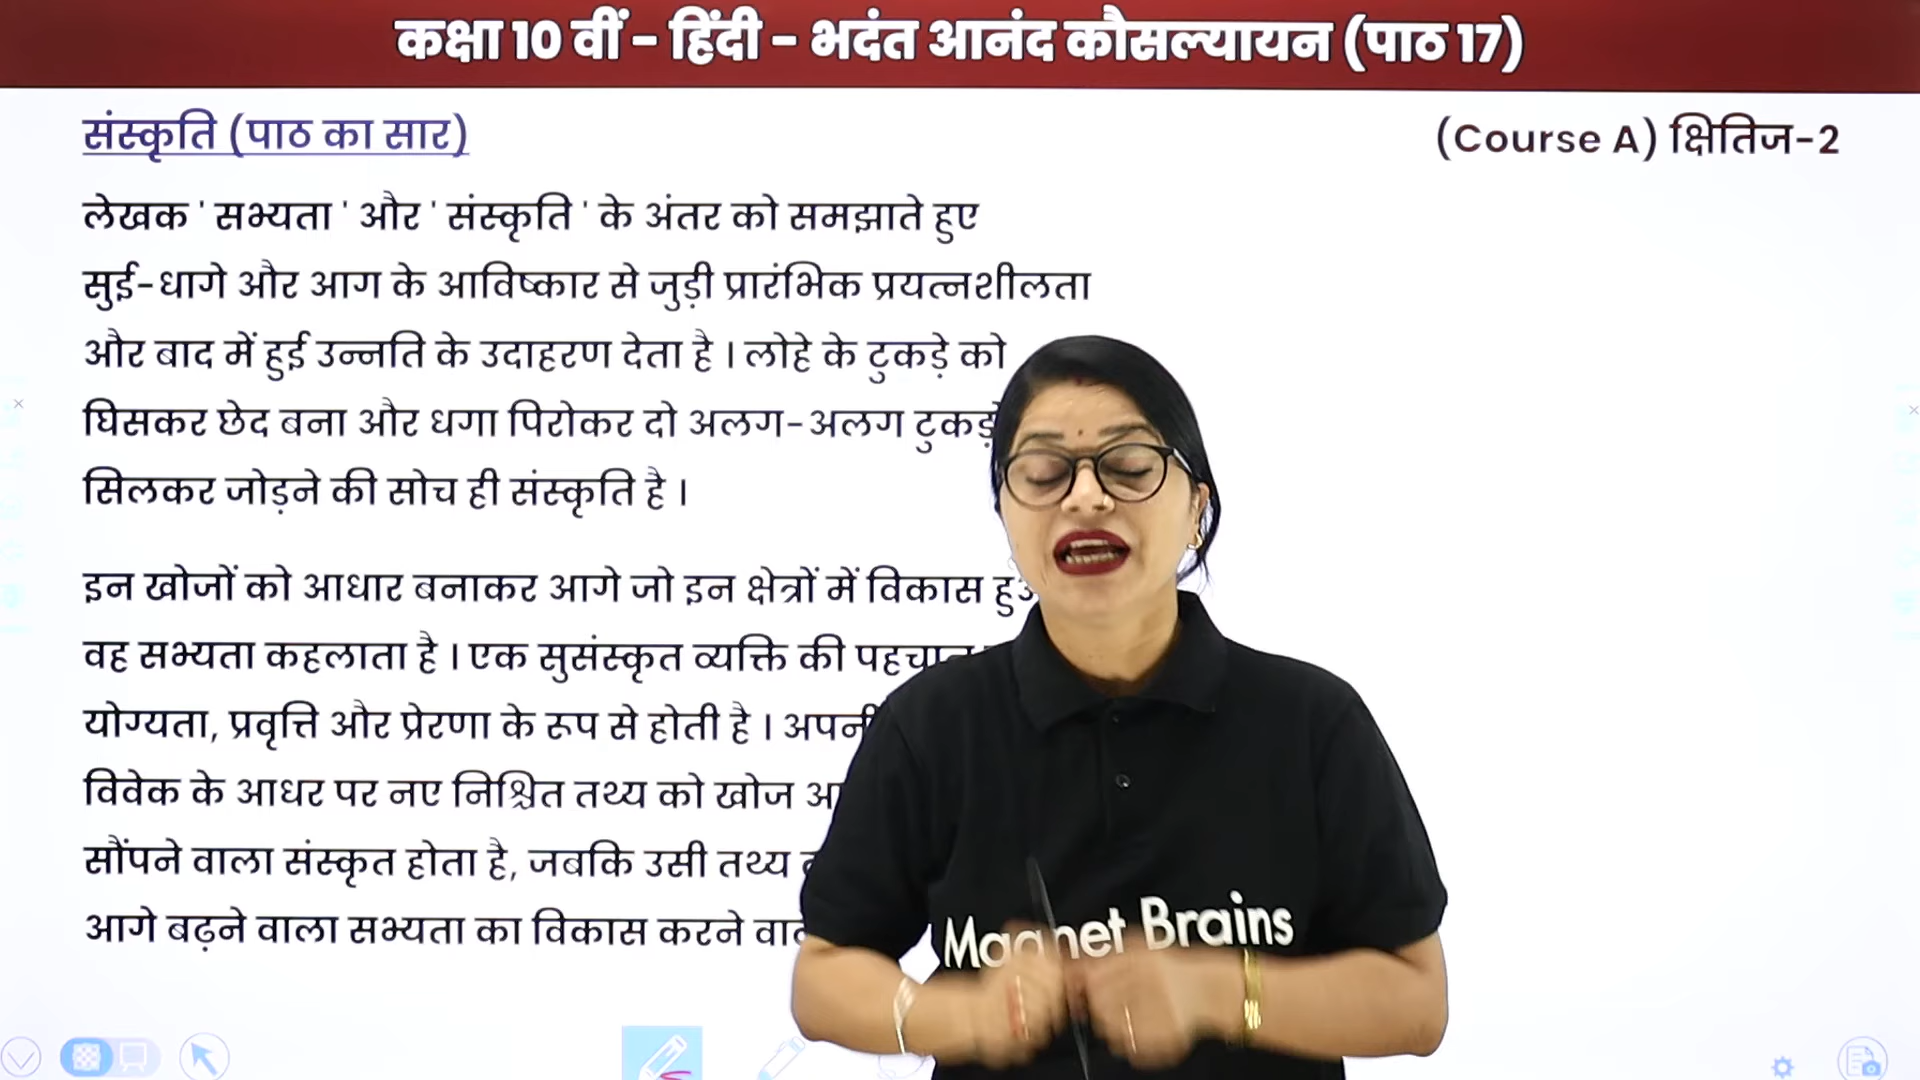 कक्षा 10 वीं - हिंदी - भदंत आनंद कौसल्यायन (पाठ 17)
संस्कृति (पाठ का सार)
(Course A) क्षितिज-2
लेखक ' सभ्यता ' और ' संस्कृति ' के अंतर को समझाते हुए
सुई-धागे और आग के आविष्कार से जुड़ी प्रारंभिक प्रयत्नशीलता
और बाद में हुई उन्नति के उदाहरण देता है । लोहे के टुकड़े को
घिसकर छेद बना और धगा पिरोकर दो अलग-अलग
सिलकर जोड़ने की सोच ही संस्कृति है ।
इन खोजों को आधार बनाकर आगे जो इन क्षेत्रों में विकास
वह सभ्यता कहलाता है । एक सुसंस्कृत व्यक्ति की
योग्यता, प्रवृत्ति और प्रेरणा के रूप से होती है ।
विवेक के आधर पर नए निश्चित तथ्य को खोज
सौंपने वाला संस्कृत होता है, जबकि उसी तथ्य
आगे बढ़ने वाला सभ्यता का विकास करने
Magnet Brains